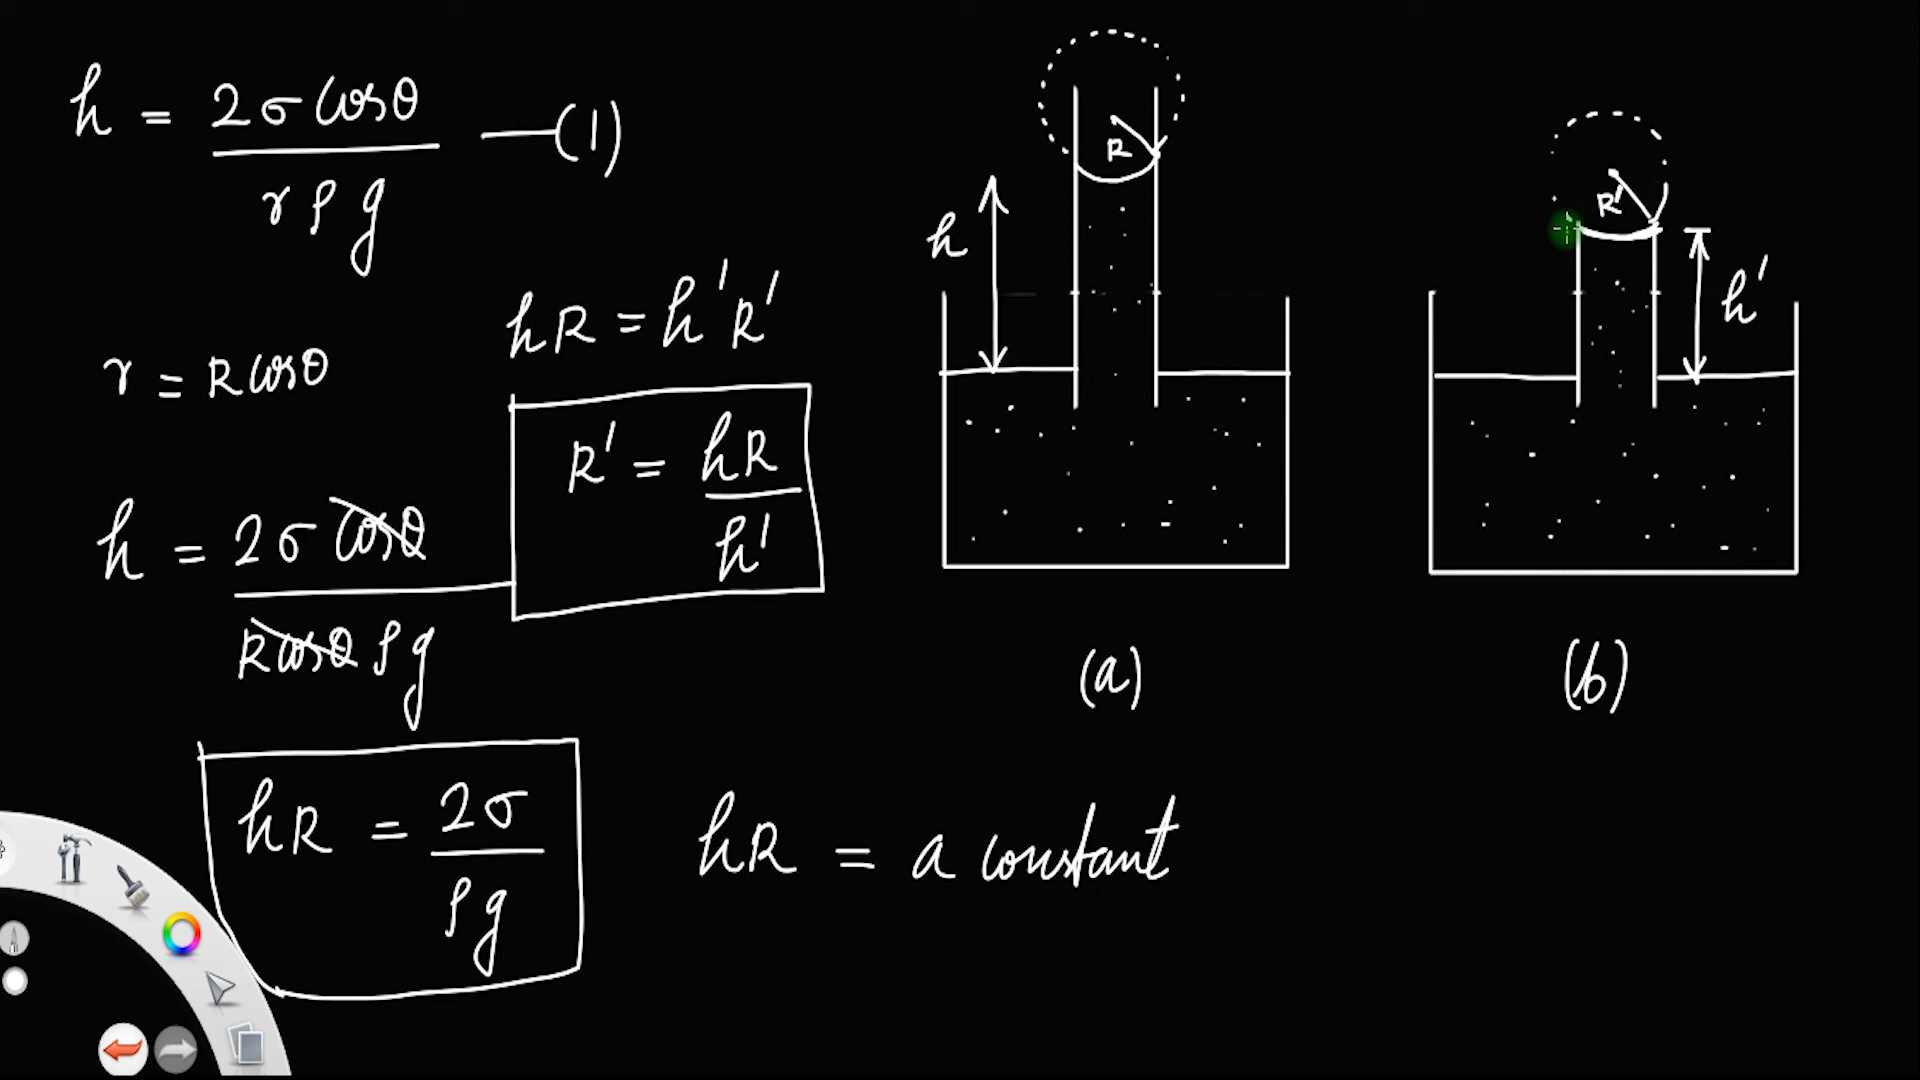 h = 2σ cosθ / rρg —(1)
r = R cosθ
h = 2σ cosθ / R cosθ ρg
hR = 2σ / ρg
hR = h'R'
R' = hR / h'
hR = a constant
R
h
(a)
R'
h'
(b)